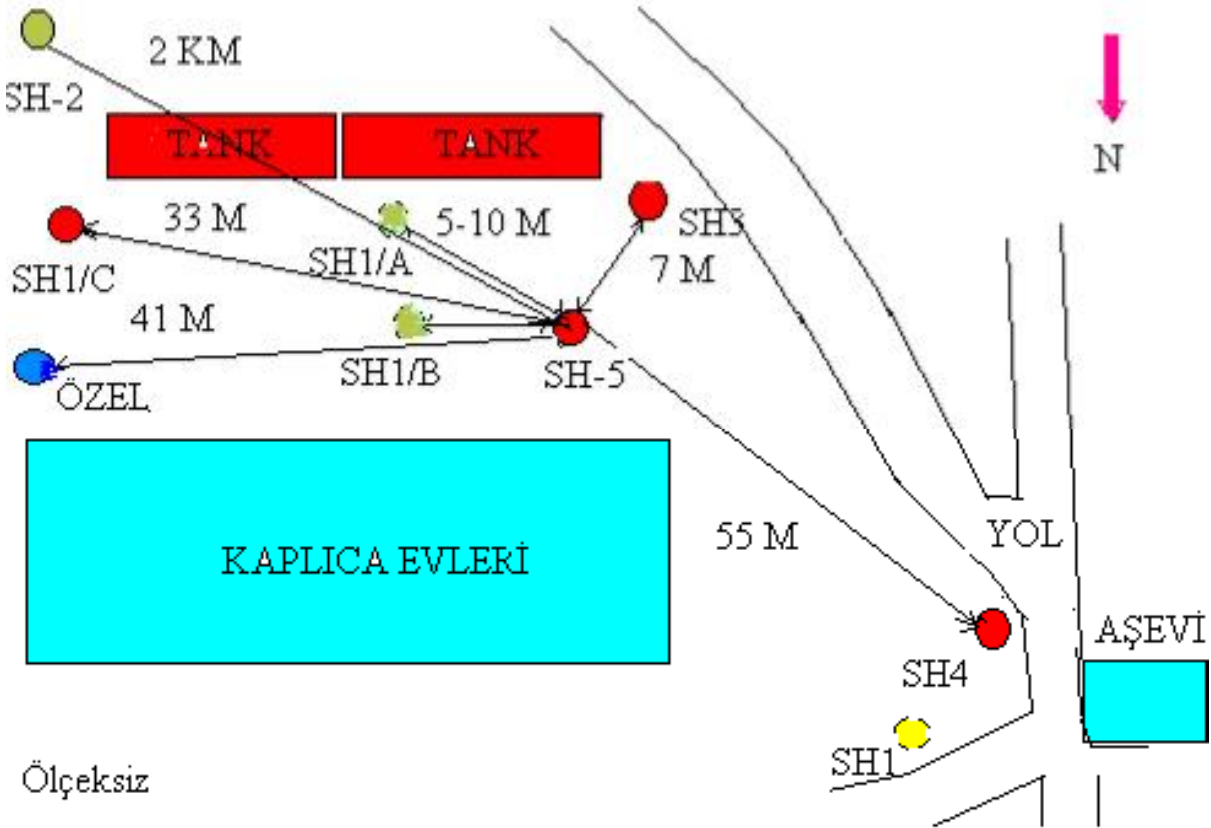 2 KM
SH-2
N
TANK
TANK
33 M
5-10 M
SH3
SH1/A
SH1/C
7 M
41 M
SH1/B
SH-5
ÖZEL
55 M
YOL
KAPLICA EVLERİ
AŞEVİ
SH4
SH1
Ölçeksiz